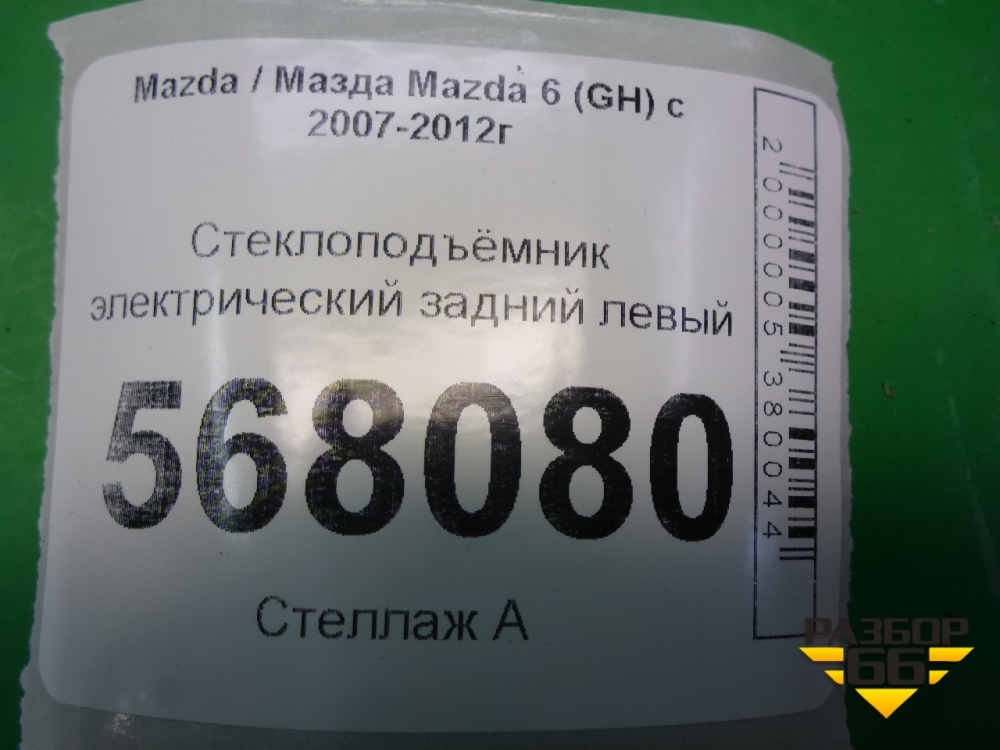 Mazda / Мазда Mazda 6 (GH) с
2007-2012г
Стеклоподъёмник
электрический задний левый
568080
Стеллаж А
2000005380044
РАЗБОР
66